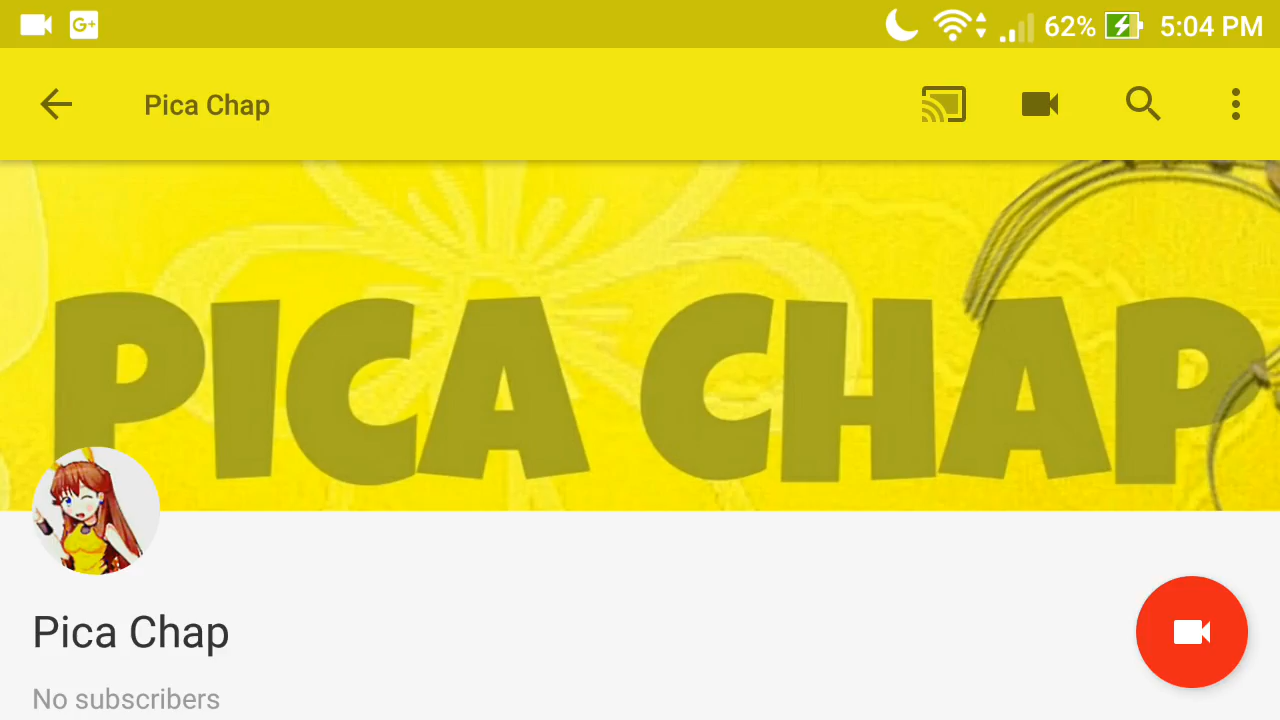 G+ 62% 5:04 PM
Pica Chap
PICA CHAP
Pica Chap
No subscribers